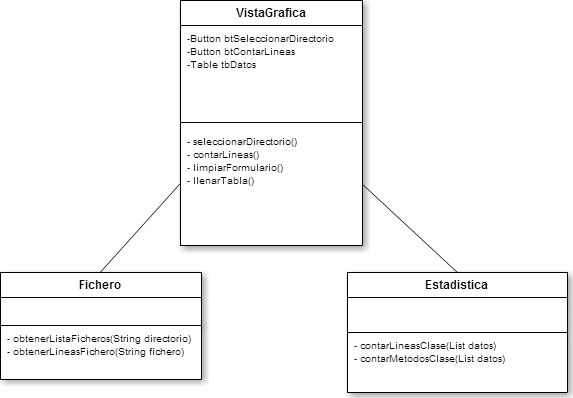 VistaGrafica
-Button btSeleccionarDirectorio
-Button btContarLineas
-Table tbDatos
- seleccionarDirectorio()
- contarLineas()
- limpiarFormulario()
- llenarTabla()
Fichero
- obtenerListaFicheros(String directorio)
- obtenerLineasFichero(String fichero)
Estadistica
- contarLineasClase(List datos)
- contarMetodosClase(List datos)